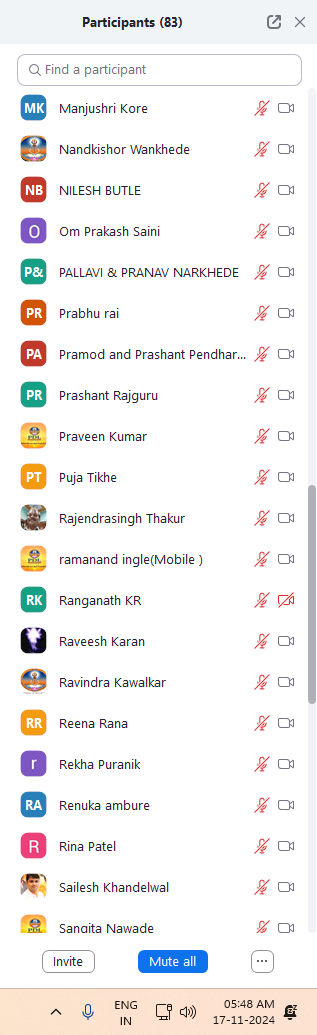 Participants (83)
Find a participant
MK Manjushri Kore
Nandkishor Wankhede
NB NILESH BUTLE
O Om Prakash Saini
P& PALLAVI & PRANAV NARKHEDE
PR Prabhu rai
PA Pramod and Prashant Pendhar...
PR Prashant Rajguru
PDL Praveen Kumar
PT Puja Tikhe
Rajendrasingh Thakur
PDL ramanand ingle(Mobile )
RK Ranganath KR
Raveesh Karan
Ravindra Kawalkar
RR Reena Rana
r Rekha Puranik
RA Renuka ambure
R Rina Patel
Sailesh Khandelwal
PDL Sangita Nawade
Invite Mute all ...
ENG 05:48 AM
IN 17-11-2024